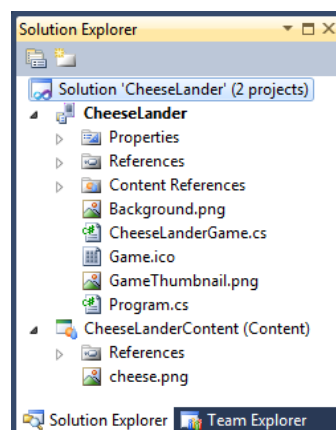 Solution Explorer
Solution 'CheeseLander' (2 projects)
CheeseLander
Properties
References
Content References
Background.png
CheeseLanderGame.cs
Game.ico
GameThumbnail.png
Program.cs
CheeseLanderContent (Content)
References
cheese.png
Solution Explorer Team Explorer